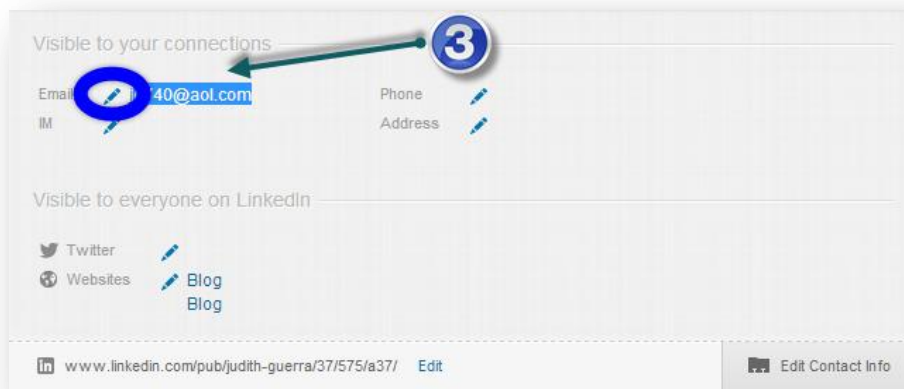 Visible to your connections
3
Email 40@aol.com Phone
IM Address
Visible to everyone on LinkedIn
Twitter
Websites Blog
Blog
in www.linkedin.com/pub/judith-guerra/37/575/a37/ Edit Edit Contact Info